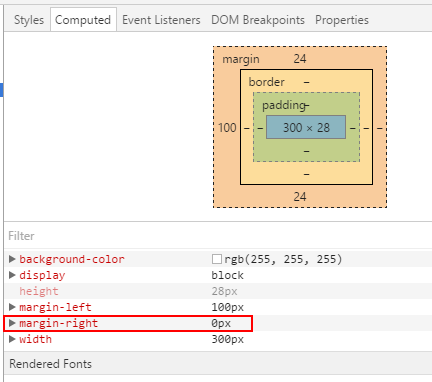 Styles Computed Event Listeners DOM Breakpoints Properties
margin 24
border –
padding –
100 – – 300 × 28 – – –
–
–
24
Filter
background-color rgb(255, 255, 255)
display block
height 28px
margin-left 100px
margin-right 0px
width 300px
Rendered Fonts